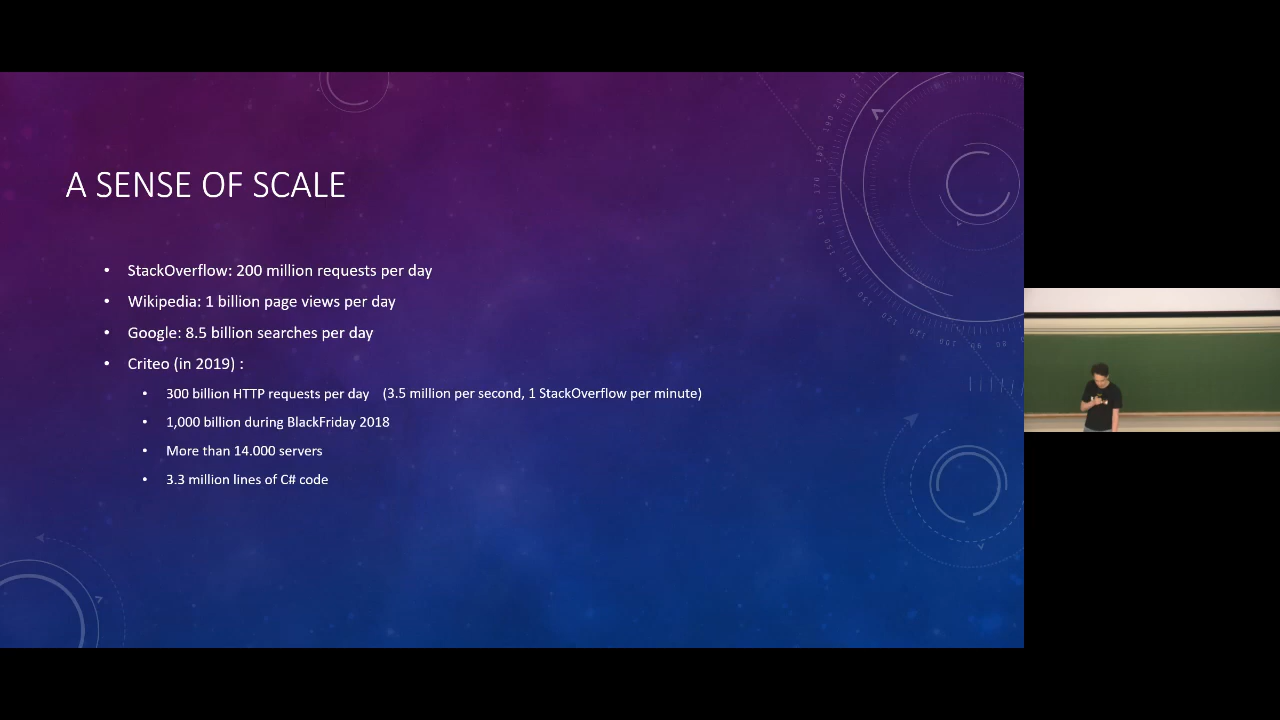 A SENSE OF SCALE
• StackOverflow: 200 million requests per day
• Wikipedia: 1 billion page views per day
• Google: 8.5 billion searches per day
• Criteo (in 2019) :
• 300 billion HTTP requests per day (3.5 million per second, 1 StackOverflow per minute)
• 1,000 billion during BlackFriday 2018
• More than 14.000 servers
• 3.3 million lines of C# code